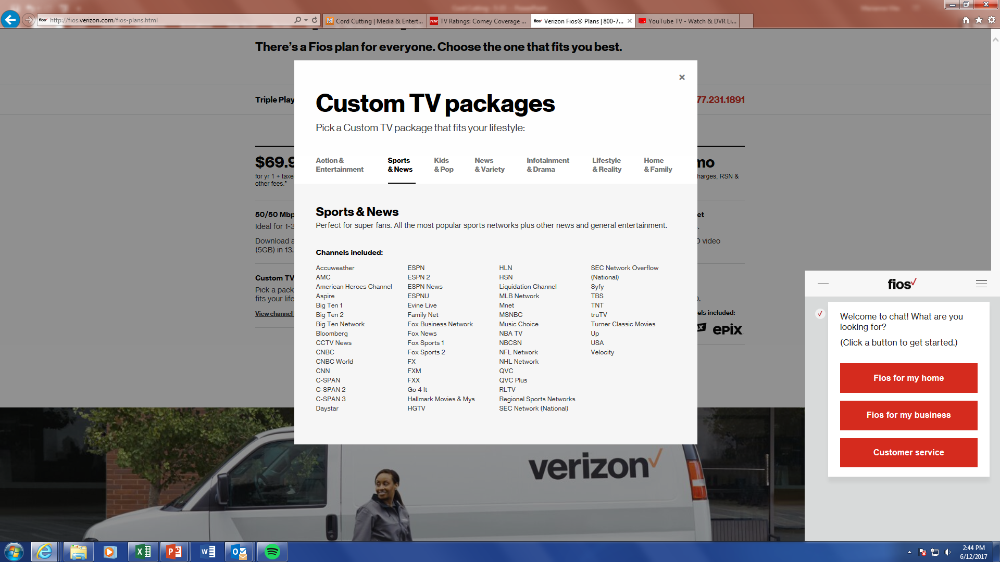 http://fios.verizon.com/fios-plans.html
Cord Cutting | Media & Entert...
TV Ratings: Comey Coverage ...
Verizon Fios® Plans | 800-7...
YouTube TV - Watch & DVR Li...
There's a Fios plan for everyone. Choose the one that fits you best.
Triple Play
77.231.1891
Custom TV packages
Pick a Custom TV package that fits your lifestyle:
Action & Entertainment
Sports & News
Kids & Pop
News & Variety
Infotainment & Drama
Lifestyle & Reality
Home & Family
$69.9
for yr 1 + taxe
other fees.
mo
harges, RSN &
50/50 Mbp
Ideal for 1-3
Download a
(5GB) in 13.
et
video
Custom TV
Pick a pack
fits your life
View channel
els included:
epix
Sports & News
Perfect for super fans. All the most popular sports networks plus other news and general entertainment.
Channels included:
Accuweather
AMC
American Heroes Channel
Aspire
Big Ten 1
Big Ten 2
Big Ten Network
Bloomberg
CCTV News
CNBC
CNBC World
CNN
C-SPAN
C-SPAN 2
C-SPAN 3
Daystar
ESPN
ESPN 2
ESPN News
ESPNU
Evine Live
Family Net
Fox Business Network
Fox News
Fox Sports 1
Fox Sports 2
FX
FXM
FXX
Go 4 It
Hallmark Movies & Mys
HGTV
HLN
HSN
Liquidation Channel
MLB Network
Mnet
MSNBC
Music Choice
NBA TV
NBCSN
NFL Network
NHL Network
QVC
QVC Plus
RLTV
Regional Sports Networks
SEC Network (National)
SEC Network Overflow
(National)
Syfy
TBS
TNT
truTV
Turner Classic Movies
Up
USA
Velocity
fios
Welcome to chat! What are you
looking for?
(Click a button to get started.)
Fios for my home
Fios for my business
Customer service
verizon
2:44 PM
6/12/2017